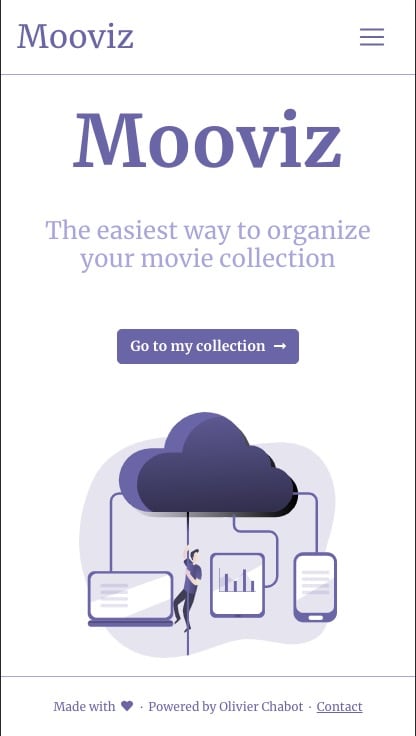 Mooviz
Mooviz
The easiest way to organize
your movie collection
Go to my collection →
Made with ♥ · Powered by Olivier Chabot · Contact